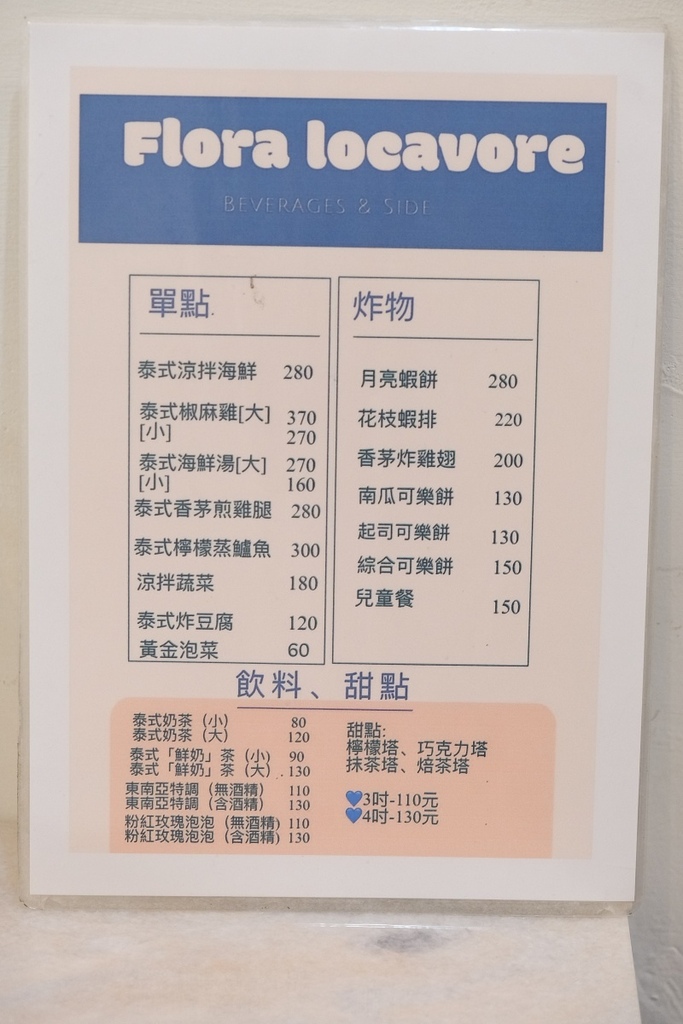 Flora locavore
BEVERAGES & SIDE
單點.
泰式涼拌海鮮 280
泰式椒麻雞[大] 370
[小] 270
泰式海鮮湯[大] 270
[小] 160
泰式香茅煎雞腿 280
泰式檸檬蒸鱸魚 300
涼拌蔬菜 180
泰式炸豆腐 120
黃金泡菜 60
炸物
月亮蝦餅 280
花枝蝦排 220
香茅炸雞翅 200
南瓜可樂餅 130
起司可樂餅 130
綜合可樂餅 150
兒童餐 150
飲料、甜點
泰式奶茶（小） 80
泰式奶茶（大） 120
泰式「鮮奶」茶（小） 90
泰式「鮮奶」茶（大）. 130
東南亞特調（無酒精） 110
東南亞特調（含酒精） 130
粉紅玫瑰泡泡（無酒精） 110
粉紅玫瑰泡泡（含酒精） 130
甜點:
檸檬塔、巧克力塔
抹茶塔、焙茶塔
💙3吋-110元
💙4吋-130元